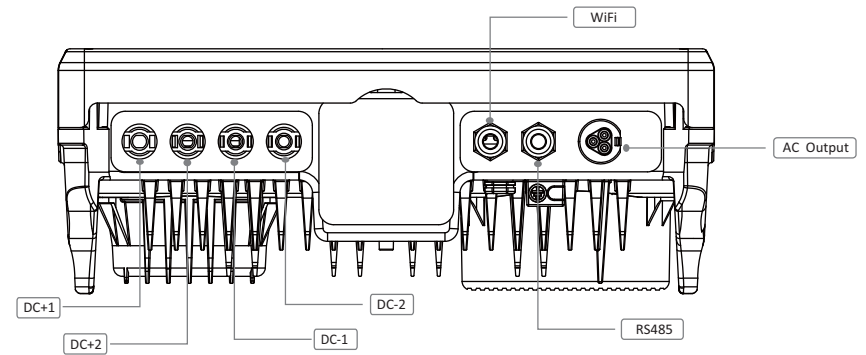 WiFi
AC Output
DC+1
DC-2
RS485
DC-1
DC+2